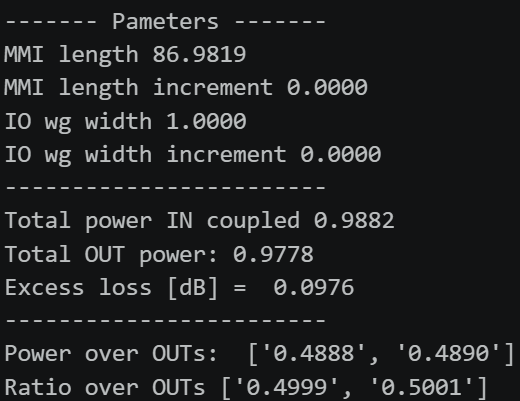 ------- Pameters -------
MMI length 86.9819
MMI length increment 0.0000
IO wg width 1.0000
IO wg width increment 0.0000
------------------------
Total power IN coupled 0.9882
Total OUT power: 0.9778
Excess loss [dB] =  0.0976
------------------------
Power over OUTs:  ['0.4888', '0.4890']
Ratio over OUTs ['0.4999', '0.5001']